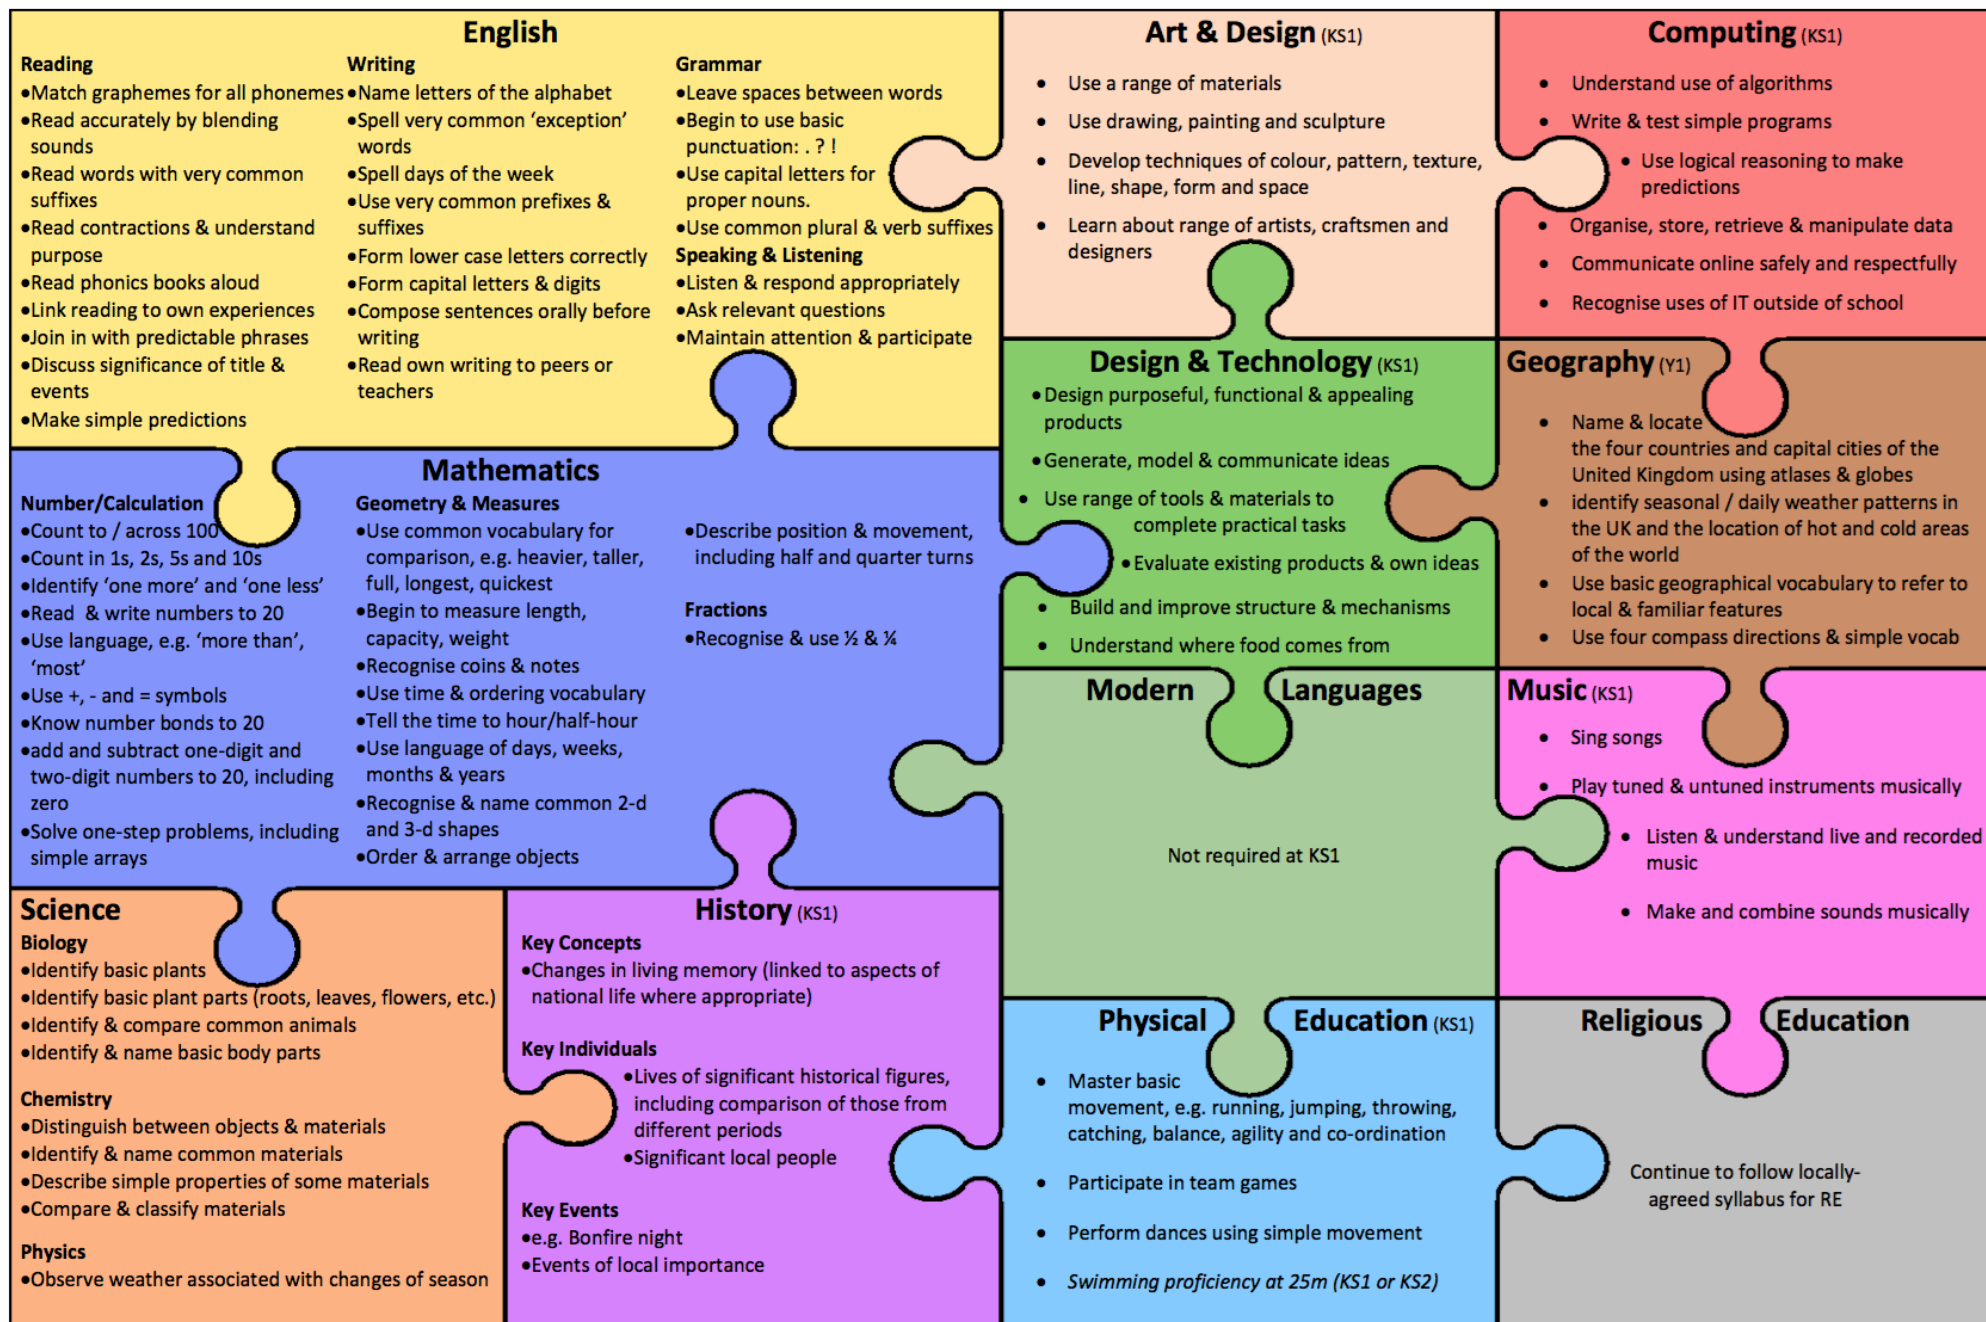 English
Reading
•Match graphemes for all phonemes
•Read accurately by blending
sounds
•Read words with very common
suffixes
•Read contractions & understand
purpose
•Read phonics books aloud
•Link reading to own experiences
•Join in with predictable phrases
•Discuss significance of title &
events
•Make simple predictions
Writing
•Name letters of the alphabet
•Spell very common ‘exception’
words
•Spell days of the week
•Use very common prefixes &
suffixes
•Form lower case letters correctly
•Form capital letters & digits
•Compose sentences orally before
writing
•Read own writing to peers or
teachers
Grammar
•Leave spaces between words
•Begin to use basic
punctuation: . ? !
•Use capital letters for
proper nouns.
•Use common plural & verb suffixes
Speaking & Listening
•Listen & respond appropriately
•Ask relevant questions
•Maintain attention & participate
Art & Design (KS1)
• Use a range of materials
• Use drawing, painting and sculpture
• Develop techniques of colour, pattern, texture,
line, shape, form and space
• Learn about range of artists, craftsmen and
designers
Computing (KS1)
• Understand use of algorithms
• Write & test simple programs
• Use logical reasoning to make
predictions
• Organise, store, retrieve & manipulate data
• Communicate online safely and respectfully
• Recognise uses of IT outside of school
Mathematics
Number/Calculation
•Count to / across 100
•Count in 1s, 2s, 5s and 10s
•Identify ‘one more’ and ‘one less’
•Read & write numbers to 20
•Use language, e.g. ‘more than’,
‘most’
•Use +, - and = symbols
•Know number bonds to 20
•add and subtract one-digit and
two-digit numbers to 20, including
zero
•Solve one-step problems, including
simple arrays
Geometry & Measures
•Use common vocabulary for
comparison, e.g. heavier, taller,
full, longest, quickest
•Begin to measure length,
capacity, weight
•Recognise coins & notes
•Use time & ordering vocabulary
•Tell the time to hour/half-hour
•Use language of days, weeks,
months & years
•Recognise & name common 2-d
and 3-d shapes
•Order & arrange objects
•Describe position & movement,
including half and quarter turns
Fractions
•Recognise & use ½ & ¼
Design & Technology (KS1)
•Design purposeful, functional & appealing
products
•Generate, model & communicate ideas
• Use range of tools & materials to
complete practical tasks
•Evaluate existing products & own ideas
• Build and improve structure & mechanisms
• Understand where food comes from
Geography (Y1)
• Name & locate
the four countries and capital cities of the
United Kingdom using atlases & globes
• identify seasonal / daily weather patterns in
the UK and the location of hot and cold areas
of the world
• Use basic geographical vocabulary to refer to
local & familiar features
• Use four compass directions & simple vocab
Modern Languages
Not required at KS1
Music (KS1)
• Sing songs
• Play tuned & untuned instruments musically
• Listen & understand live and recorded
music
• Make and combine sounds musically
Science
Biology
•Identify basic plants
•Identify basic plant parts (roots, leaves, flowers, etc.)
•Identify & compare common animals
•Identify & name basic body parts
Chemistry
•Distinguish between objects & materials
•Identify & name common materials
•Describe simple properties of some materials
•Compare & classify materials
Physics
•Observe weather associated with changes of season
History (KS1)
Key Concepts
•Changes in living memory (linked to aspects of
national life where appropriate)
Key Individuals
•Lives of significant historical figures,
including comparison of those from
different periods
•Significant local people
Key Events
•e.g. Bonfire night
•Events of local importance
Physical Education (KS1)
• Master basic
movement, e.g. running, jumping, throwing,
catching, balance, agility and co-ordination
• Participate in team games
• Perform dances using simple movement
• Swimming proficiency at 25m (KS1 or KS2)
Religious Education
Continue to follow locally-
agreed syllabus for RE